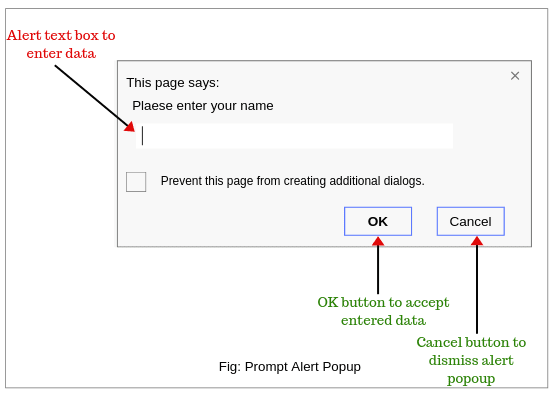 Alert text box to
enter data
This page says:
Plaese enter your name
Prevent this page from creating additional dialogs.
OK
Cancel
OK button to accept
entered data
Cancel button to
dismiss alert
popoup
Fig: Prompt Alert Popup